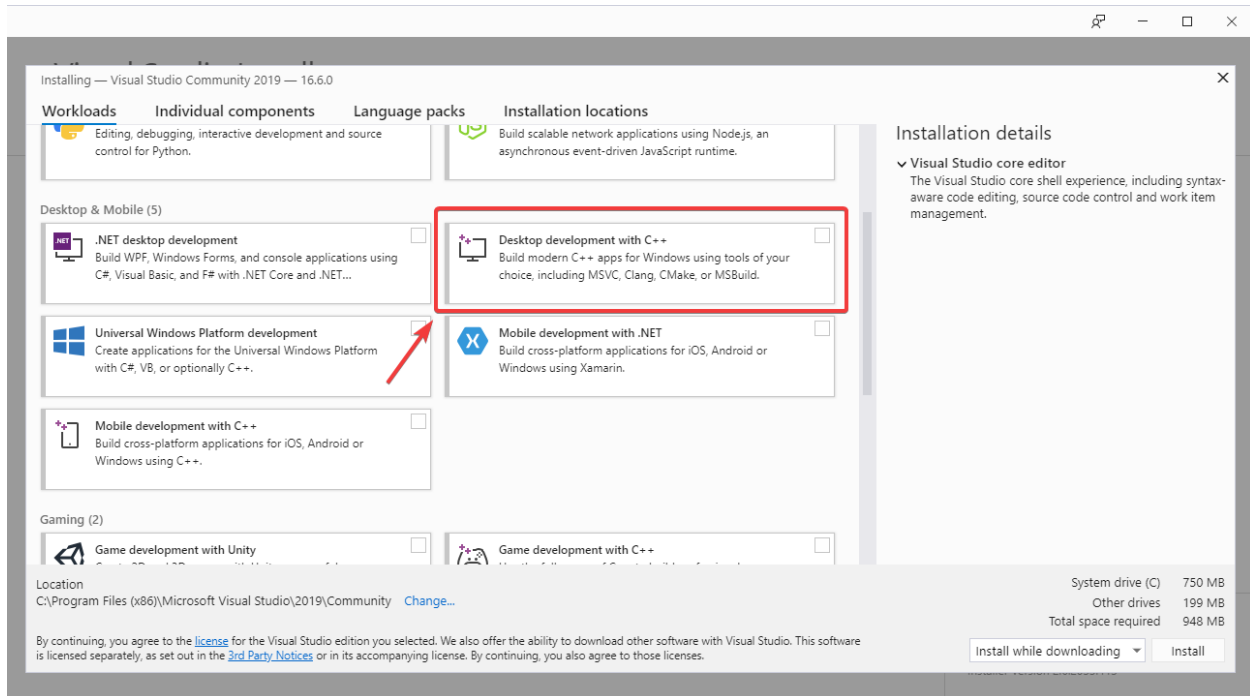 Installing — Visual Studio Community 2019 — 16.6.0
Workloads Individual components Language packs Installation locations
Editing, debugging, interactive development and source
control for Python.
Build scalable network applications using Node.js, an
asynchronous event-driven JavaScript runtime.
Desktop & Mobile (5)
.NET
.NET desktop development
Build WPF, Windows Forms, and console applications using
C#, Visual Basic, and F# with .NET Core and .NET...
Desktop development with C++
Build modern C++ apps for Windows using tools of your
choice, including MSVC, Clang, CMake, or MSBuild.
Universal Windows Platform development
Create applications for the Universal Windows Platform
with C#, VB, or optionally C++.
Mobile development with .NET
Build cross-platform applications for iOS, Android or
Windows using Xamarin.
Mobile development with C++
Build cross-platform applications for iOS, Android or
Windows using C++.
Gaming (2)
Game development with Unity
Game development with C++
Installation details
Visual Studio core editor
The Visual Studio core shell experience, including syntax-
aware code editing, source code control and work item
management.
Location
C:\Program Files (x86)\Microsoft Visual Studio\2019\Community Change...
By continuing, you agree to the license for the Visual Studio edition you selected. We also offer the ability to download other software with Visual Studio. This software
is licensed separately, as set out in the 3rd Party Notices or in its accompanying license. By continuing, you also agree to those licenses.
System drive (C) 750 MB
Other drives 199 MB
Total space required 948 MB
Install while downloading Install